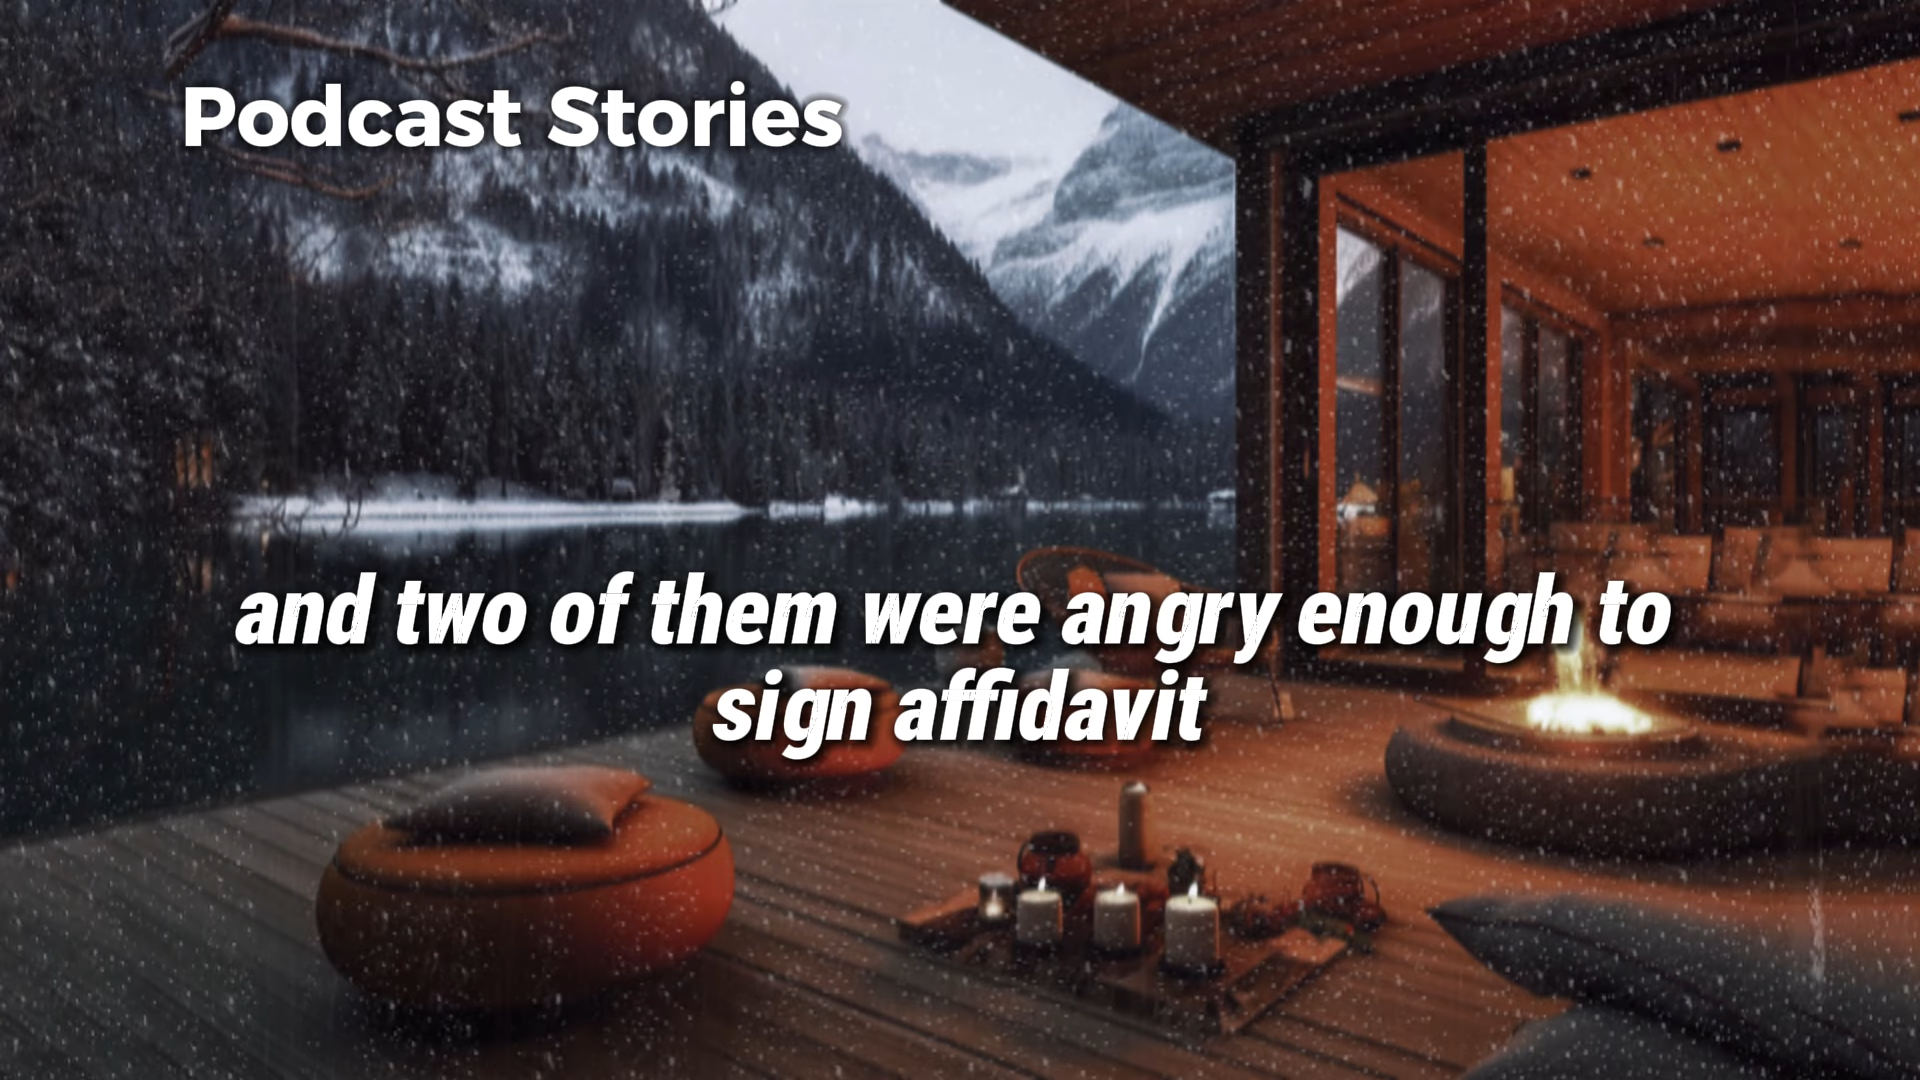 Podcast Stories
and two of them were angry enough to
sign affidavit